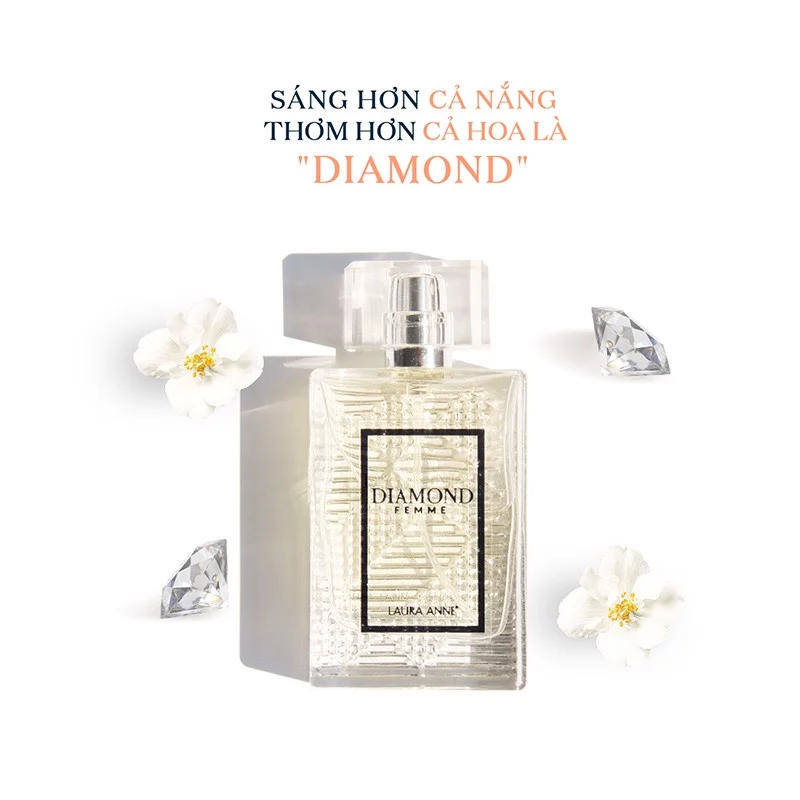 SÁNG HƠN CẢ NẮNG
THƠM HƠN CẢ HOA LÀ
"DIAMOND"
DIAMOND
FEMME
LAURA ANNE*